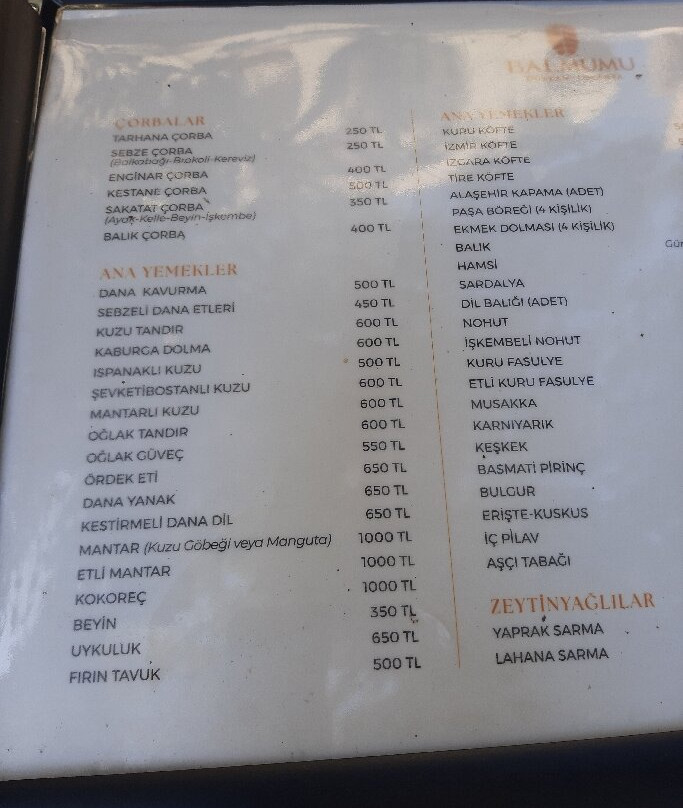 BALMUMU
ÇORBALAR
TARHANA ÇORBA 250 TL
SEBZE ÇORBA 250 TL
(Balkabağı-Brokoli-Kereviz)
ENGINAR ÇORBA 400 TL
KESTANE ÇORBA 500 TL
SAKATAT ÇORBA 350 TL
(Ayak-Kelle-Beyin-İşkembe)
BALIK ÇORBA 400 TL
ANA YEMEKLER
DANA KAVURMA 500 TL
SEBZELİ DANA ETLERİ 450 TL
KUZU TANDIR 600 TL
KABURGA DOLMA 600 TL
ISPANAKLI KUZU 500 TL
ŞEVKETİBOSTANLI KUZU 600 TL
MANTARLI KUZU 600 TL
OĞLAK TANDIR 600 TL
OĞLAK GÜVEÇ 550 TL
ÖRDEK ETİ 650 TL
DANA YANAK 650 TL
KESTİRMELİ DANA DİL 650 TL
MANTAR (Kuzu Göbeği veya Manguta) 1000 TL
ETLİ MANTAR 1000 TL
KOKOREÇ 1000 TL
BEYİN 350 TL
UYKULUK 650 TL
FIRIN TAVUK 500 TL
ANA YEMEKLER
KURU KÖFTE
İZMİR KÖFTE
IZGARA KÖFTE
TİRE KÖFTE
ALAŞEHİR KAPAMA (ADET)
PAŞA BÖREĞİ (4 KİŞİLİK)
EKMEK DOLMASI (4 KİŞİLİK)
BALIK
HAMSİ
SARDALYA
DİL BALIĞI (ADET)
NOHUT
İŞKEMBELİ NOHUT
KURU FASULYE
ETLİ KURU FASULYE
MUSAKKA
KARNIYARIK
KEŞKEK
BASMATİ PİRİNÇ
BULGUR
ERİŞTE-KUSKUS
İÇ PİLAV
AŞÇI TABAĞI
ZEYTİNYAĞLILAR
YAPRAK SARMA
LAHANA SARMA